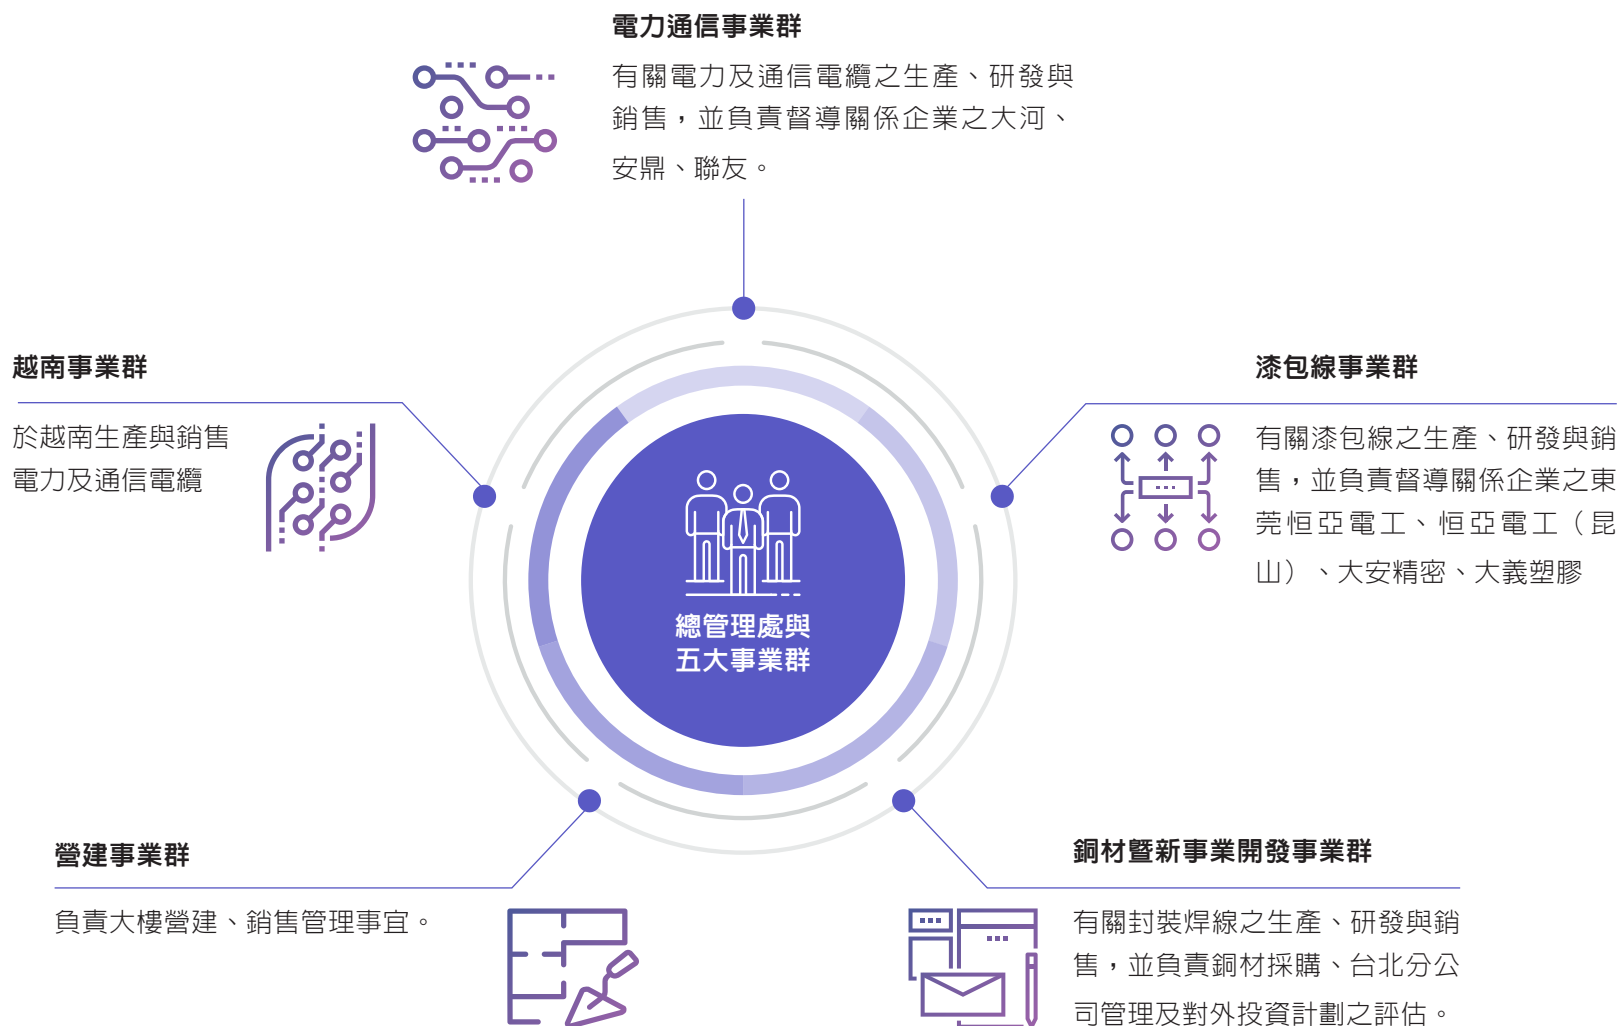 電力通信事業群
有關電力及通信電纜之生產、研發與
銷售，並負責督導關係企業之大河、
安鼎、聯友。
越南事業群
於越南生產與銷售
電力及通信電纜
漆包線事業群
有關漆包線之生產、研發與銷
售，並負責督導關係企業之東
莞恒亞電工、恒亞電工（昆
山）、大安精密、大義塑膠
總管理處與
五大事業群
營建事業群
負責大樓營建、銷售管理事宜。
銅材暨新事業開發事業群
有關封裝焊線之生產、研發與銷
售，並負責銅材採購、台北分公
司管理及對外投資計劃之評估。